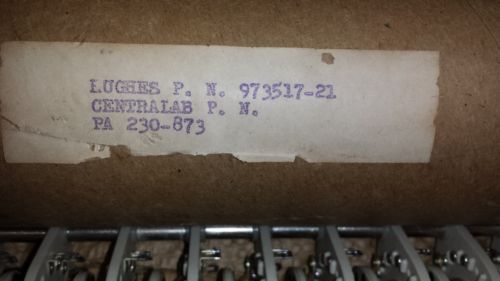 LUGHES P. N. 973517-21
CENTRALAB P. N.
PA 230-873